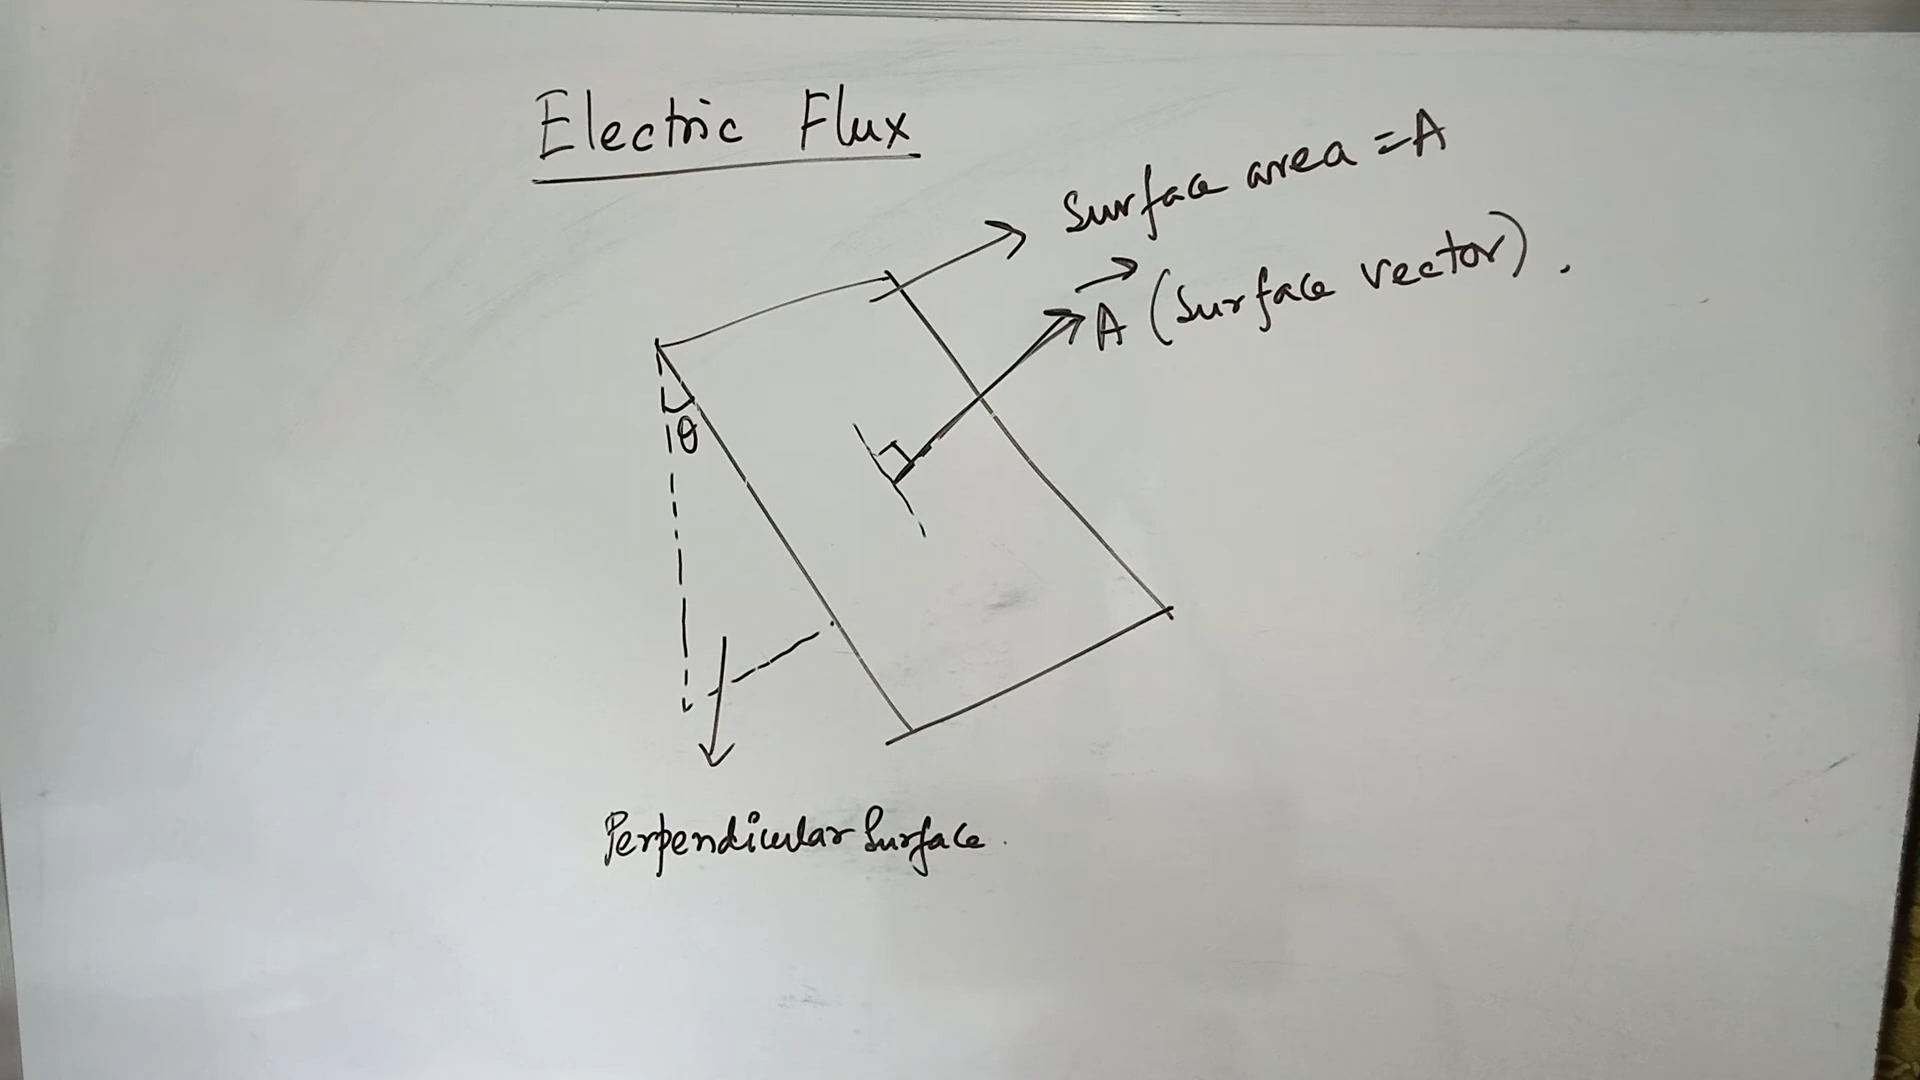 Electric Flux
Surface area = A
A (Surface vector).
θ
Perpendicular Surface.